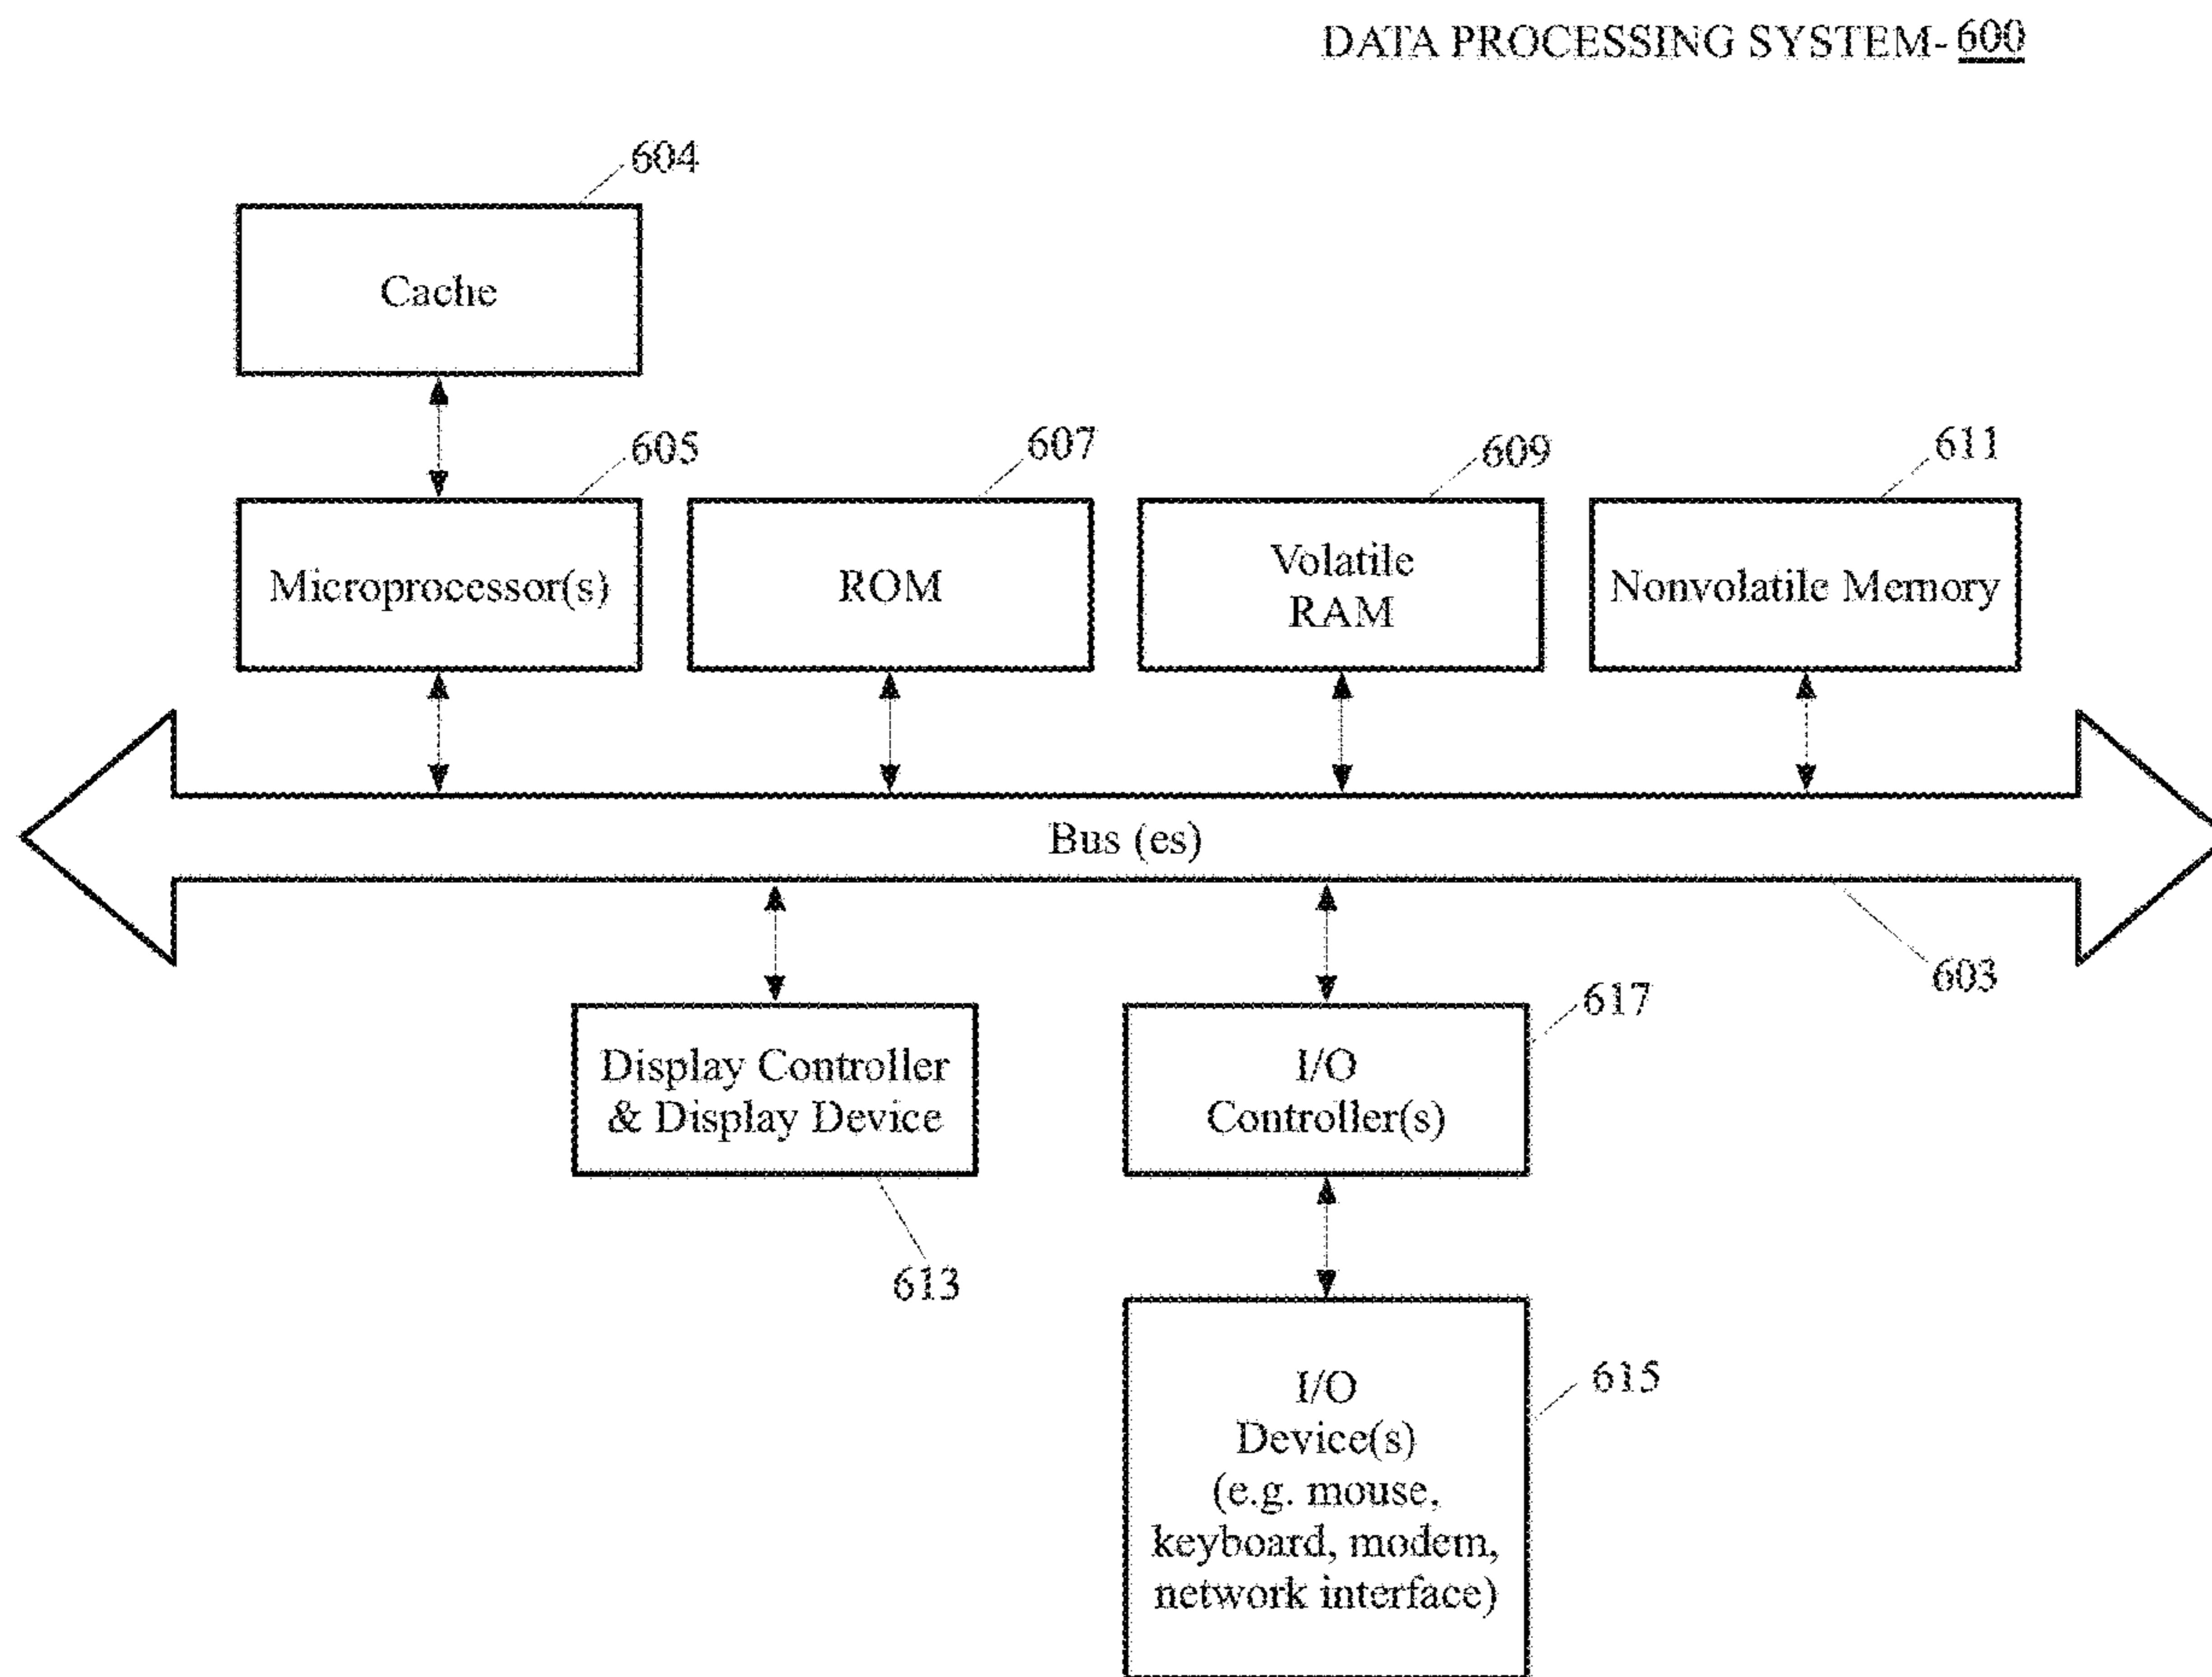 DATA PROCESSING SYSTEM- 600
604
Cache
605
607
609
611
Microprocessor(s)
ROM
Volatile
RAM
Nonvolatile Memory
Bus (es)
603
617
Display Controller
& Display Device
I/O
Controller(s)
613
I/O
Device(s)
(e.g. mouse,
keyboard, modem,
network interface)
615